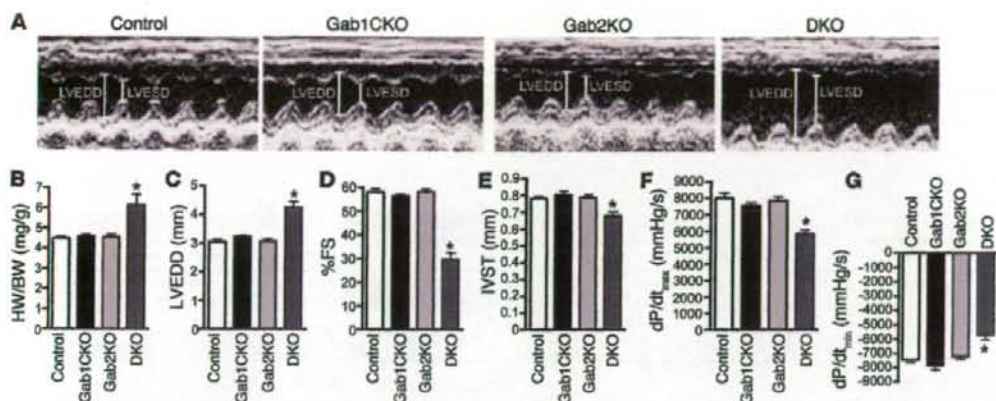 A
Control
Gab1CKO
Gab2KO
DKO
LVEDD LVESD
LVEDD LVESD
LVEDD LVESD
LVEDD LVESD
B
HW/BW (mg/g)
7
6
5
4
3
2
1
0
Control
Gab1CKO
Gab2KO
DKO
*
C
LVEDD (mm)
5
4
3
2
1
0
Control
Gab1CKO
Gab2KO
DKO
*
D
%FS
60
50
40
30
20
10
0
Control
Gab1CKO
Gab2KO
DKO
*
E
IVST (mm)
0.9
0.8
0.7
0.6
0.5
0.4
0.3
0.2
0.1
0
Control
Gab1CKO
Gab2KO
DKO
*
F
dP/dtmax (mmHg/s)
9000
8000
7000
6000
5000
4000
3000
2000
1000
0
Control
Gab1CKO
Gab2KO
DKO
*
G
Control
Gab1CKO
Gab2KO
DKO
dP/dtmin (mmHg/s)
0
-1000
-2000
-3000
-4000
-5000
-6000
-7000
-8000
-9000
*